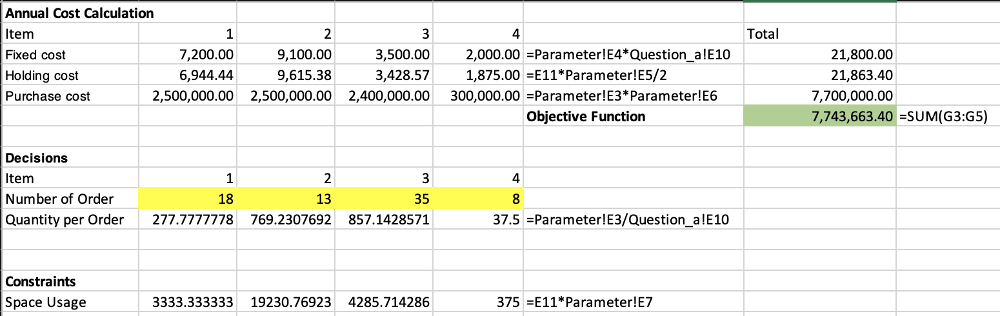 Annual Cost Calculation
Item 1 2 3 4 Total
Fixed cost 7,200.00 9,100.00 3,500.00 2,000.00 =Parameter!E4*Question_a!E10 21,800.00
Holding cost 6,944.44 9,615.38 3,428.57 1,875.00 =E11*Parameter!E5/2 21,863.40
Purchase cost 2,500,000.00 2,500,000.00 2,400,000.00 300,000.00 =Parameter!E3*Parameter!E6 7,700,000.00
Objective Function 7,743,663.40 =SUM(G3:G5)
Decisions
Item 1 2 3 4
Number of Order 18 13 35 8
Quantity per Order 277.7777778 769.2307692 857.1428571 37.5 =Parameter!E3/Question_a!E10
Constraints
Space Usage 3333.333333 19230.76923 4285.714286 375 =E11*Parameter!E7